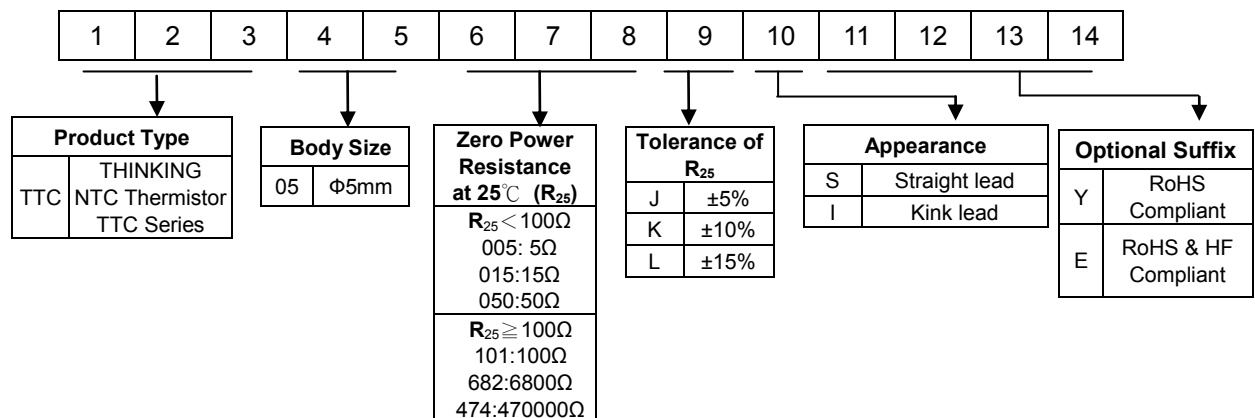 1 2 3 4 5 6 7 8 9 10 11 12 13 14
Product Type
TTC
THINKING
NTC Thermistor
TTC Series
Body Size
05 Φ5mm
Zero Power
Resistance
at 25℃ (R25)
R25＜100Ω
005: 5Ω
015:15Ω
050:50Ω
R25≧100Ω
101:100Ω
682:6800Ω
474:470000Ω
Tolerance of
R25
J ±5%
K ±10%
L ±15%
Appearance
S Straight lead
I Kink lead
Optional Suffix
Y
RoHS
Compliant
E
RoHS & HF
Compliant